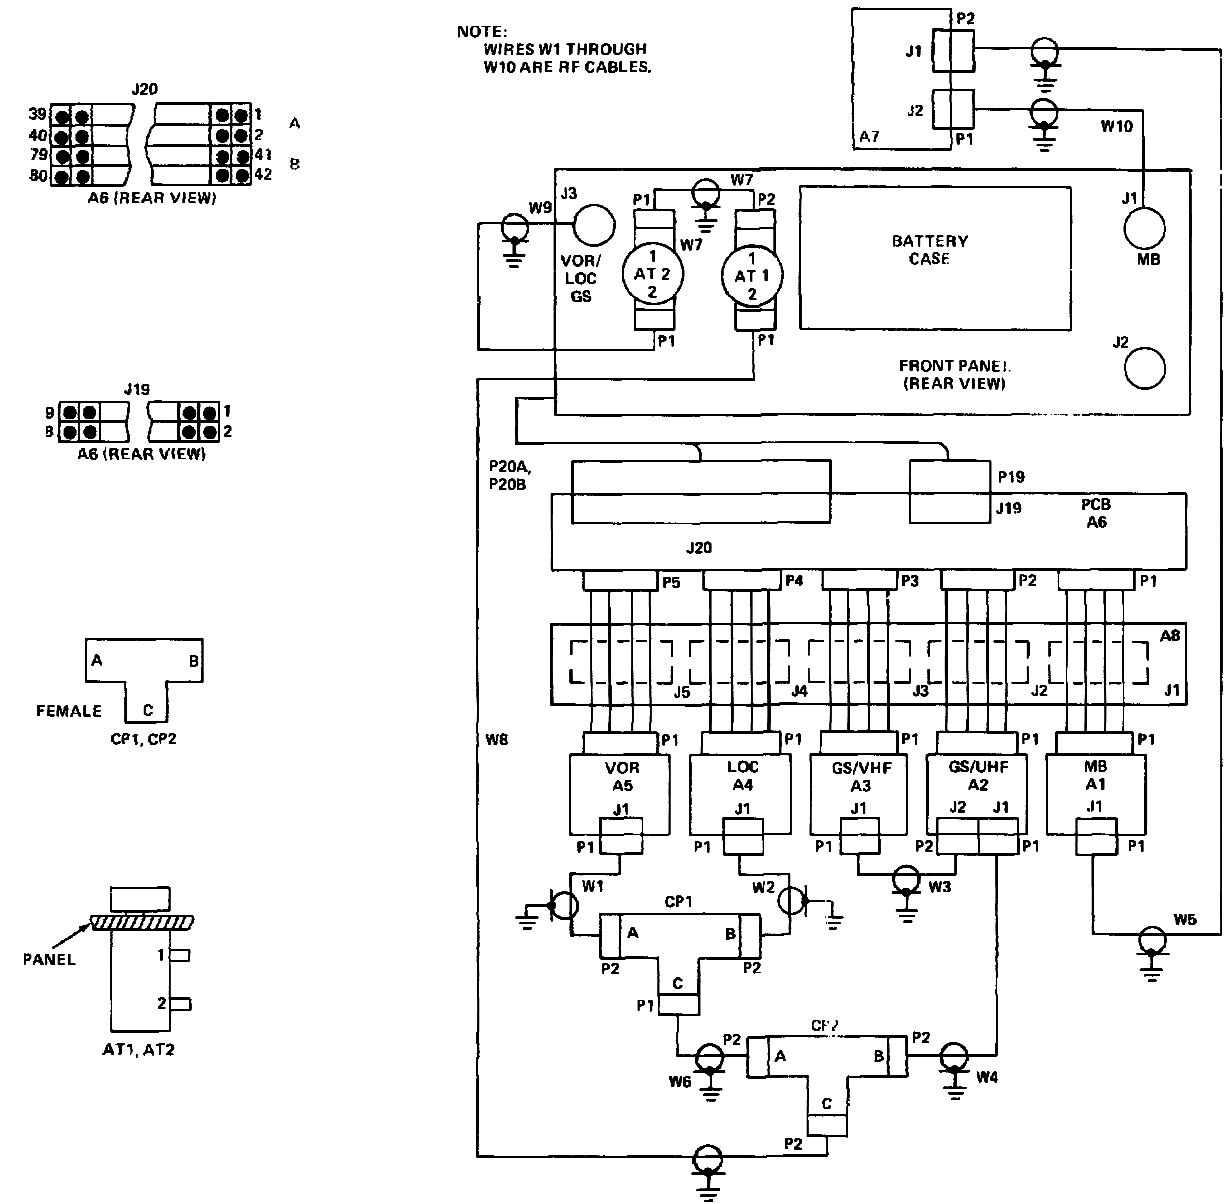 NOTE:
WIRES W1 THROUGH
W10 ARE RF CABLES.
P2
J1
J2
A7
P1
W10
J20
39
40
79
80
1
2
41
42
A
B
A6 (REAR VIEW)
W9
J3
VOR/
LOC
GS
P1
W7
P2
W7
1
AT 2
2
1
AT 1
2
P1
P1
BATTERY
CASE
J1
MB
J2
FRONT PANEL
(REAR VIEW)
J19
9
8
1
2
A6 (REAR VIEW)
P20A,
P20B
P19
J19
PCB
A6
J20
P5
P4
P3
P2
P1
A8
J5
J4
J3
J2
J1
A
B
C
FEMALE
CP1, CP2
W8
P1
P1
P1
P1
P1
VOR
A5
J1
LOC
A4
J1
GS/VHF
A3
J1
GS/UHF
A2
J2
J1
MB
A1
J1
P1
P1
P1
P2
P1
P1
W1
W2
W3
W5
CP1
A
B
P2
P2
C
P1
PANEL
1
2
AT1, AT2
P2
CP2
P2
A
B
W6
W4
C
P2